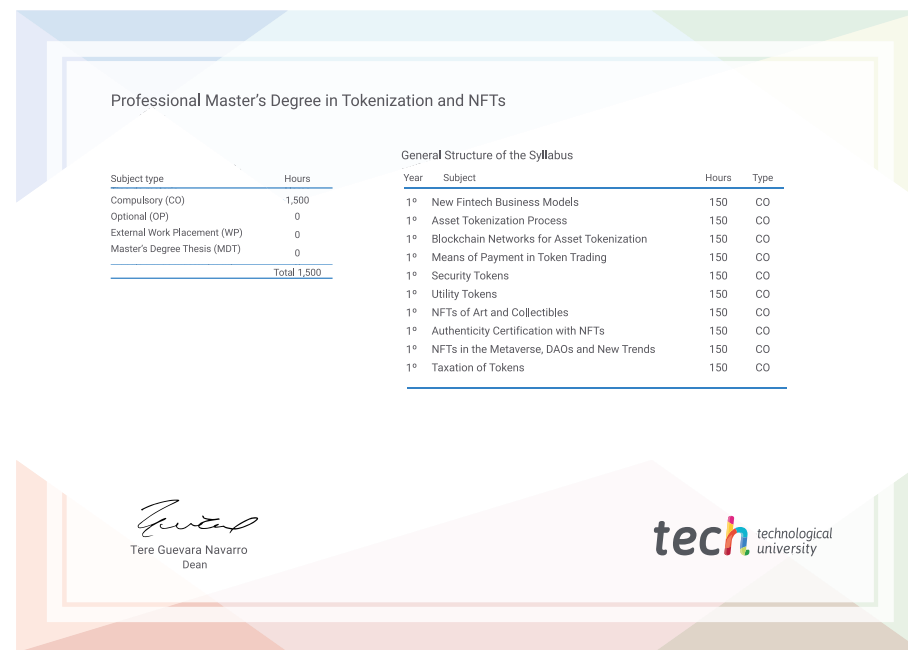 Professional Master's Degree in Tokenization and NFTs
Subject type Hours
Compulsory (CO) 1,500
Optional (OP) 0
External Work Placement (WP) 0
Master's Degree Thesis (MDT) 0
Total 1,500
General Structure of the Syllabus
Year Subject Hours Type
1º New Fintech Business Models 150 CO
1º Asset Tokenization Process 150 CO
1º Blockchain Networks for Asset Tokenization 150 CO
1º Means of Payment in Token Trading 150 CO
1º Security Tokens 150 CO
1º Utility Tokens 150 CO
1º NFTs of Art and Collectibles 150 CO
1º Authenticity Certification with NFTs 150 CO
1º NFTs in the Metaverse, DAOs and New Trends 150 CO
1º Taxation of Tokens 150 CO
Tere Guevara Navarro
Dean
tech technological
university